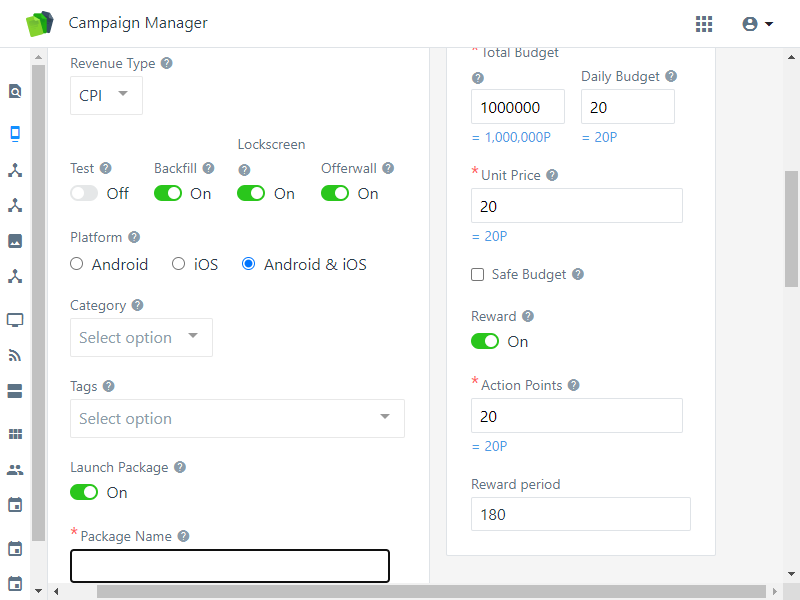 Campaign Manager
Revenue Type
CPI
Test
Off
Backfill
On
Lockscreen
On
Offerwall
On
Platform
Android
iOS
Android & iOS
Category
Select option
Tags
Select option
Launch Package
On
* Package Name
* Total Budget
1000000
= 1,000,000P
Daily Budget
20
= 20P
* Unit Price
20
= 20P
Safe Budget
Reward
On
* Action Points
20
= 20P
Reward period
180